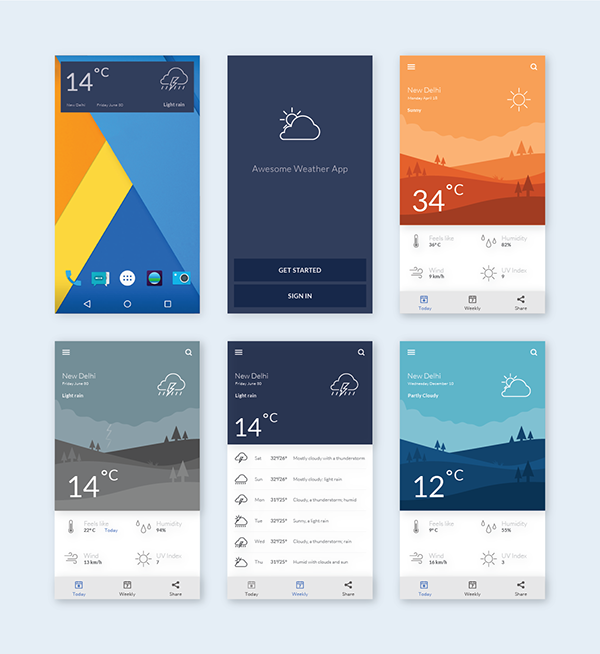 14°C
New Delhi Friday June 30 Light rain
Awesome Weather App
GET STARTED
SIGN IN
New Delhi
Wednesday April 19
Sunny
34°C
Feels like Humidity
36°C 82%
Wind UV Index
9 km/h 9
Today Weekly Share
New Delhi
Friday June 30
Light rain
14°C
Feels like Humidity
22°C Today 94%
Wind UV Index
13 km/h 7
Today Weekly Share
New Delhi
Friday June 30
Light rain
14°C
Sat 32°/26° Mostly cloudy with a thunderstorm
Sun 32°/26° Mostly cloudy, light rain
Mon 31°/25° Cloudy, a thunderstorm, humid
Tue 32°/25° Sunny, a light rain
Wed 32°/25° Cloudy, a thunderstorm, rain
Thu 31°/25° Humid with clouds and sun
Today Weekly Share
New Delhi
Wednesday December 13
Partly Cloudy
12°C
Feels like Humidity
9°C 55%
Wind UV Index
16 km/h 3
Today Weekly Share